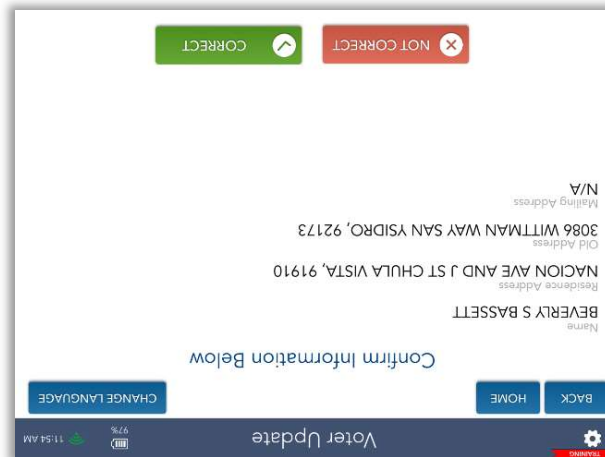 TRAINING
Voter Update
97%
11:54 AM
BACK
HOME
CHANGE LANGUAGE
Confirm Information Below
Name
BEVERLY S BASSETT
Residence Address
NACION AVE AND J ST CHULA VISTA, 91910
Old Address
3086 WITTMAN WAY SAN YSIDRO, 92173
Mailing Address
N/A
NOT CORRECT
CORRECT